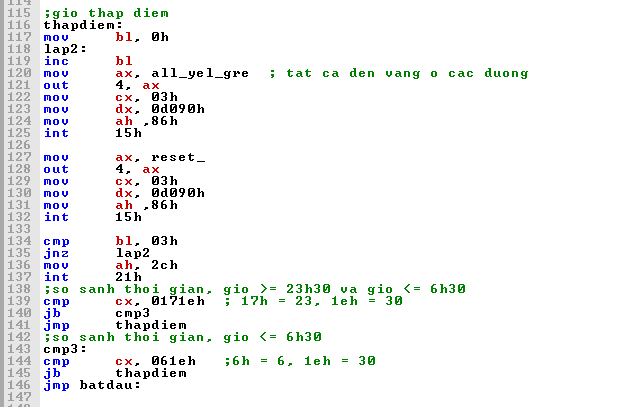 115 ;gio thap diem
116 thapdiem:
117 mov bl, 0h
118 lap2:
119 inc bl
120 mov ax, all_yel_gre ; tat ca den vang o cac duong
121 out 4, ax
122 mov cx, 03h
123 mov dx, 0d090h
124 mov ah ,86h
125 int 15h
126
127 mov ax, reset_
128 out 4, ax
129 mov cx, 03h
130 mov dx, 0d090h
131 mov ah ,86h
132 int 15h
133
134 cmp bl, 03h
135 jnz lap2
136 mov ah, 2ch
137 int 21h
138 ;so sanh thoi gian, gio >= 23h30 va gio <= 6h30
139 cmp cx, 0171eh ; 17h = 23, 1eh = 30
140 jb cmp3
141 jmp thapdiem
142 ;so sanh thoi gian, gio <= 6h30
143 cmp3:
144 cmp cx, 061eh ;6h = 6, 1eh = 30
145 jb thapdiem
146 jmp batdau:
147